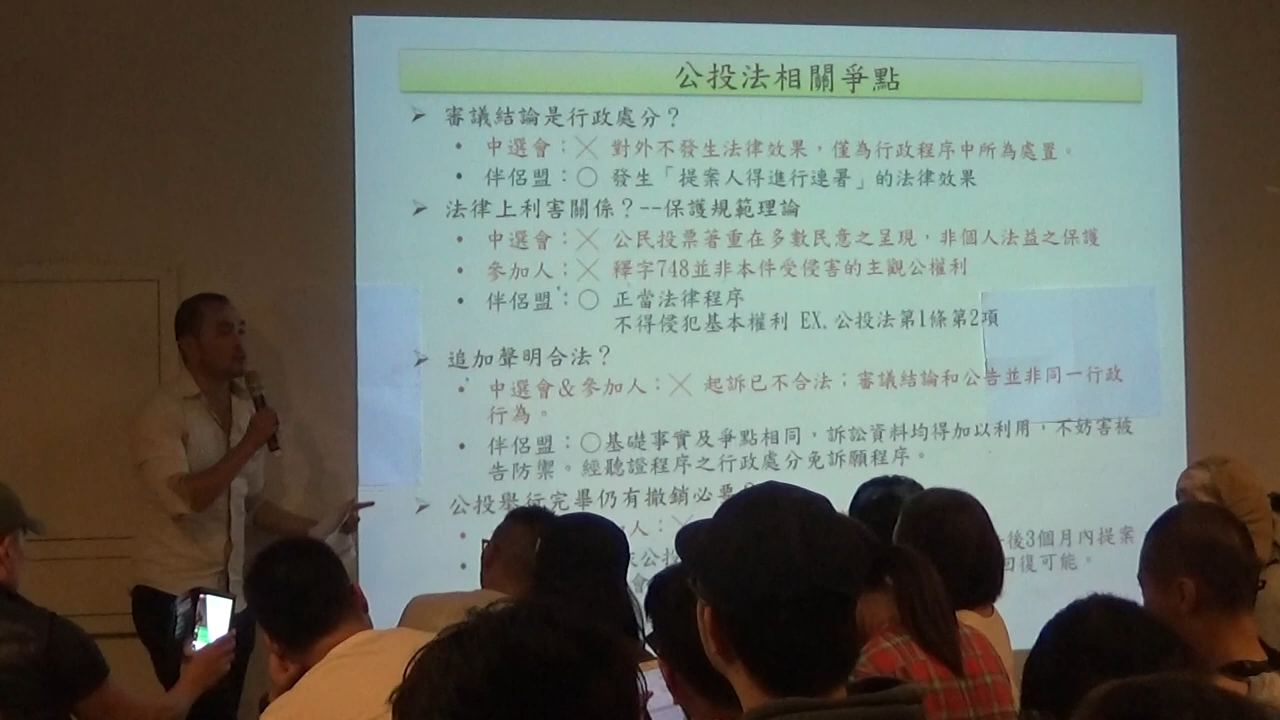 公投法相關爭點
➢ 審議結論是行政處分？
• 中選會：╳ 對外不發生法律效果，僅為行政程序中所為處置。
• 伴侶盟：○ 發生「提案人得進行連署」的法律效果
➢ 法律上利害關係？--保護規範理論
• 中選會：╳ 公民投票著重在多數民意之呈現，非個人法益之保護
• 參加人：╳ 釋字748並非本件受侵害的主觀公權利
• 伴侶盟：○ 正當法律程序
不得侵犯基本權利 EX.公投法第1條第2項
➢ 追加聲明合法？
• 中選會&參加人：╳ 起訴已不合法；審議結論和公告並非同一行政
行為。
• 伴侶盟：○基礎事實及爭點相同，訴訟資料均得加以利用，不妨害被
告防禦。經聽證程序之行政處分免訴願程序。
➢ 公投舉行完畢仍有撤銷必要？
• 人：╳
• 公投 後3個月內提案
會 回復可能。